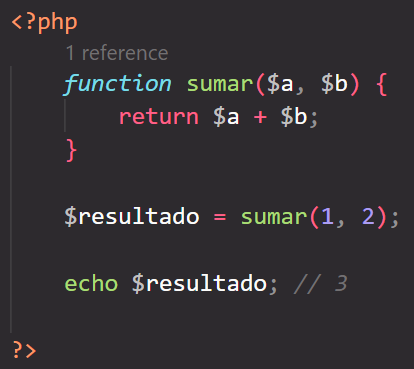 <?php
1 reference
function sumar($a, $b) {
return $a + $b;
}
$resultado = sumar(1, 2);
echo $resultado; // 3
?>